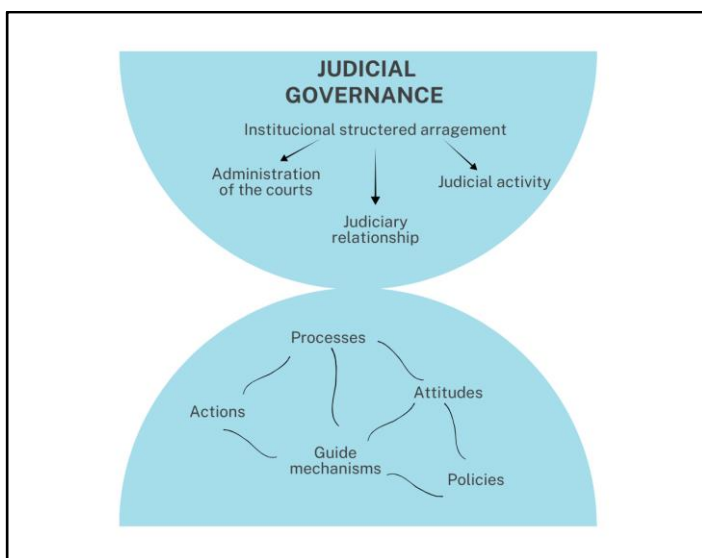 JUDICIAL
GOVERNANCE
Institucional structered arragement
Administration
of the courts
Judicial activity
Judiciary
relationship
Processes
Attitudes
Actions
Guide
mechanisms
Policies